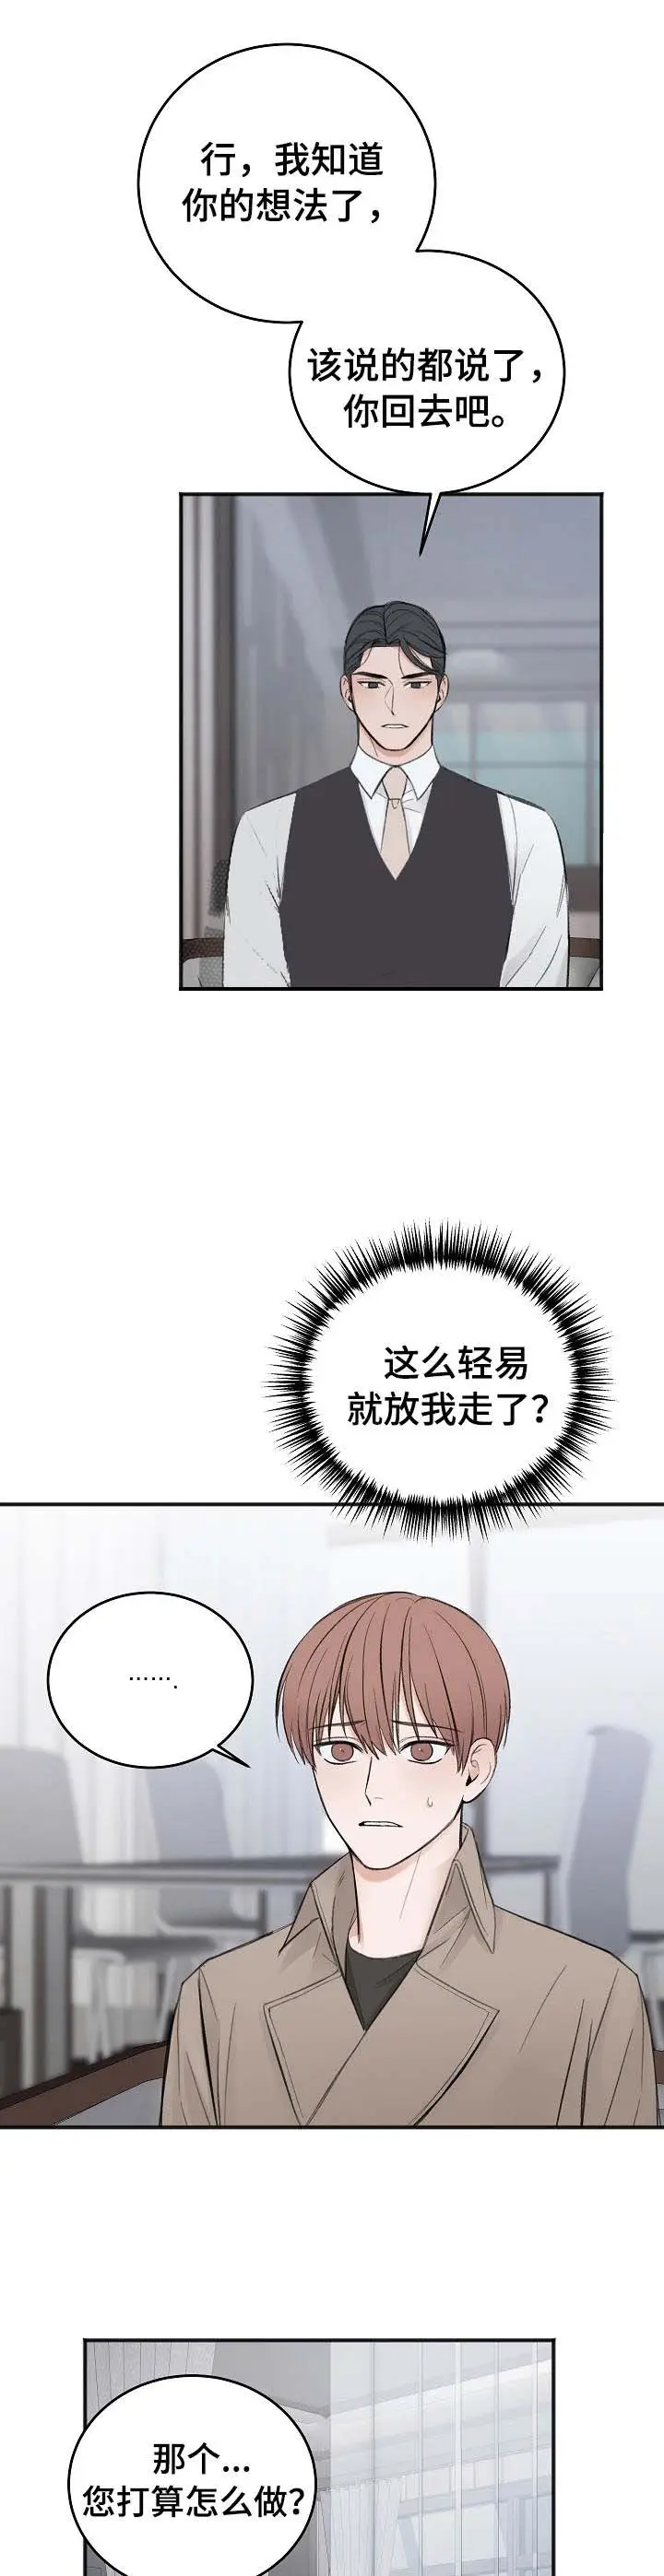 行，我知道
你的想法了，
该说的都说了，
你回去吧。
这么轻易
就放我走了？
…….
那个…
您打算怎么做？